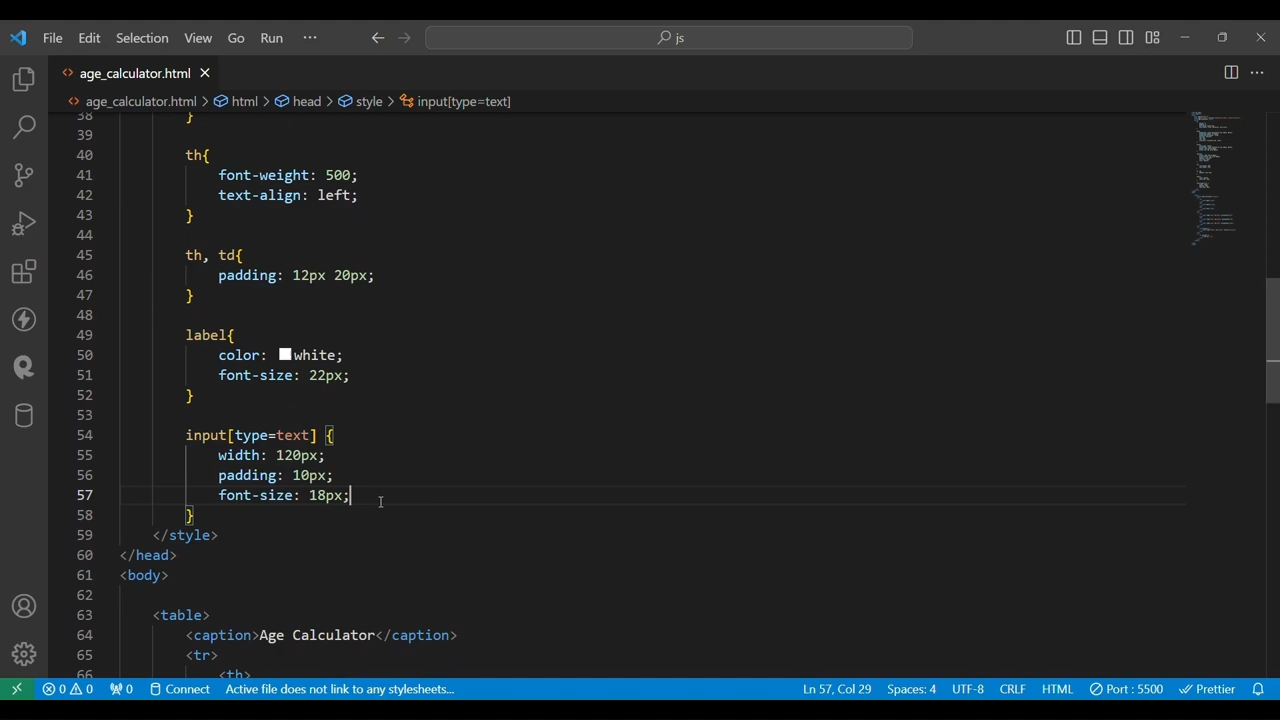 File Edit Selection View Go Run ··· js
age_calculator.html
age_calculator.html > html > head > style > input[type=text]
38 }
39
40 th{
41 font-weight: 500;
42 text-align: left;
43 }
44
45 th, td{
46 padding: 12px 20px;
47 }
48
49 label{
50 color: white;
51 font-size: 22px;
52 }
53
54 input[type=text] {
55 width: 120px;
56 padding: 10px;
57 font-size: 18px;
58 }
59 </style>
60 </head>
61 <body>
62
63 <table>
64 <caption>Age Calculator</caption>
65 <tr>
66 <th>
0 0 0 Connect Active file does not link to any stylesheets... Ln 57, Col 29 Spaces: 4 UTF-8 CRLF HTML Port : 5500 Prettier